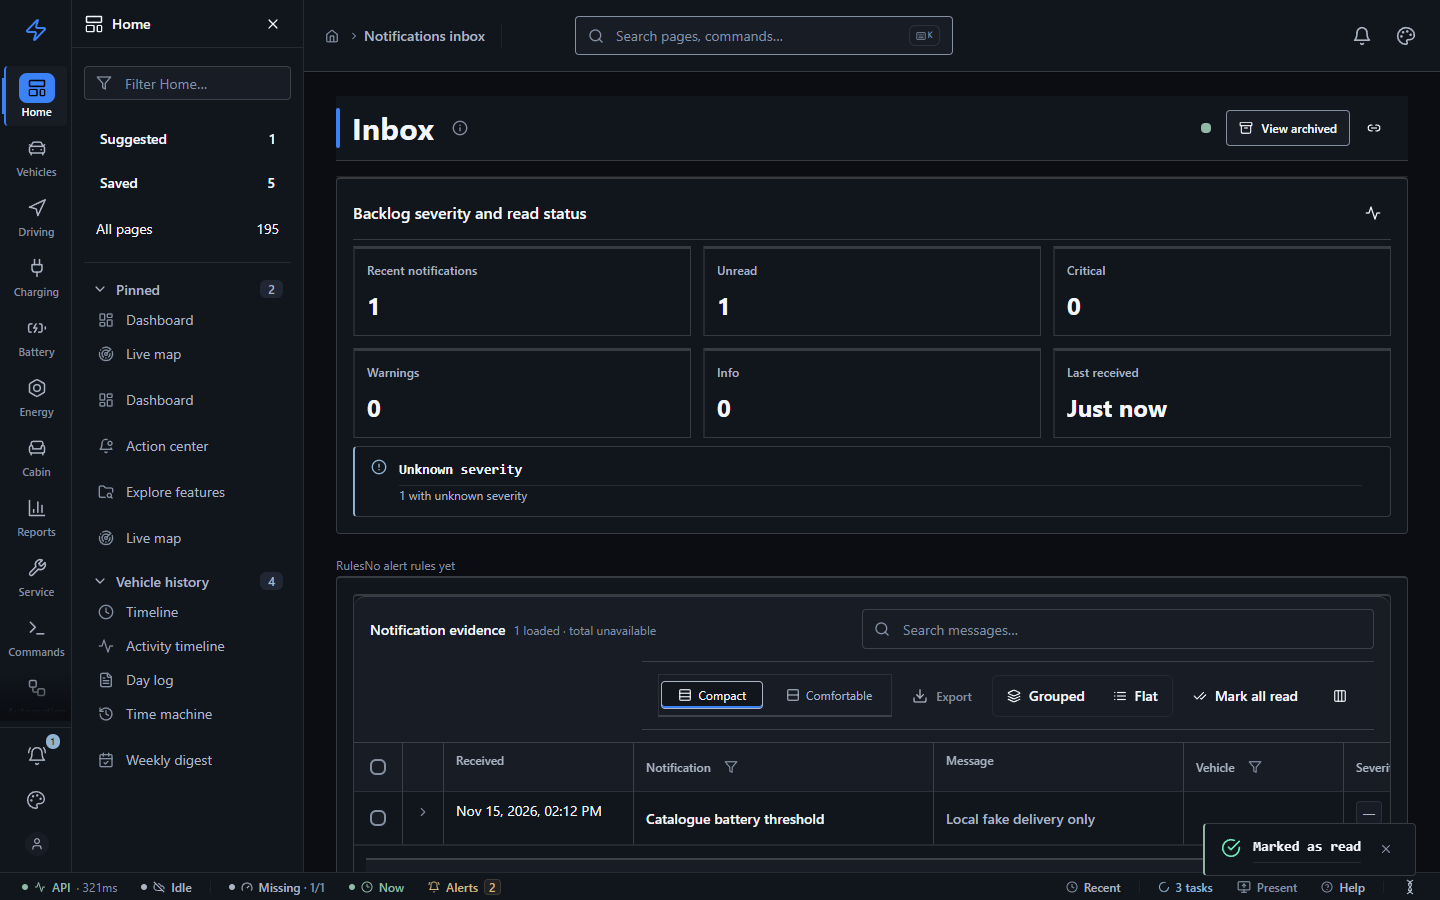 Home
Home
Vehicles
Driving
Charging
Battery
Energy
Cabin
Reports
Service
Commands
1
Filter Home...
Suggested 1
Saved 5
All pages 195
Pinned 2
Dashboard
Live map
Dashboard
Action center
Explore features
Live map
Vehicle history 4
Timeline
Activity timeline
Day log
Time machine
Weekly digest
Notifications inbox
Search pages, commands...
K
Inbox
View archived
Backlog severity and read status
Recent notifications
1
Unread
1
Critical
0
Warnings
0
Info
0
Last received
Just now
Unknown severity
1 with unknown severity
RulesNo alert rules yet
Notification evidence 1 loaded · total unavailable
Search messages...
Compact Comfortable Export Grouped Flat Mark all read
Received Notification Message Vehicle Severi
Nov 15, 2026, 02:12 PM Catalogue battery threshold Local fake delivery only —
Marked as read
API · 321ms Idle Missing · 1/1 Now Alerts 2 Recent 3 tasks Present Help